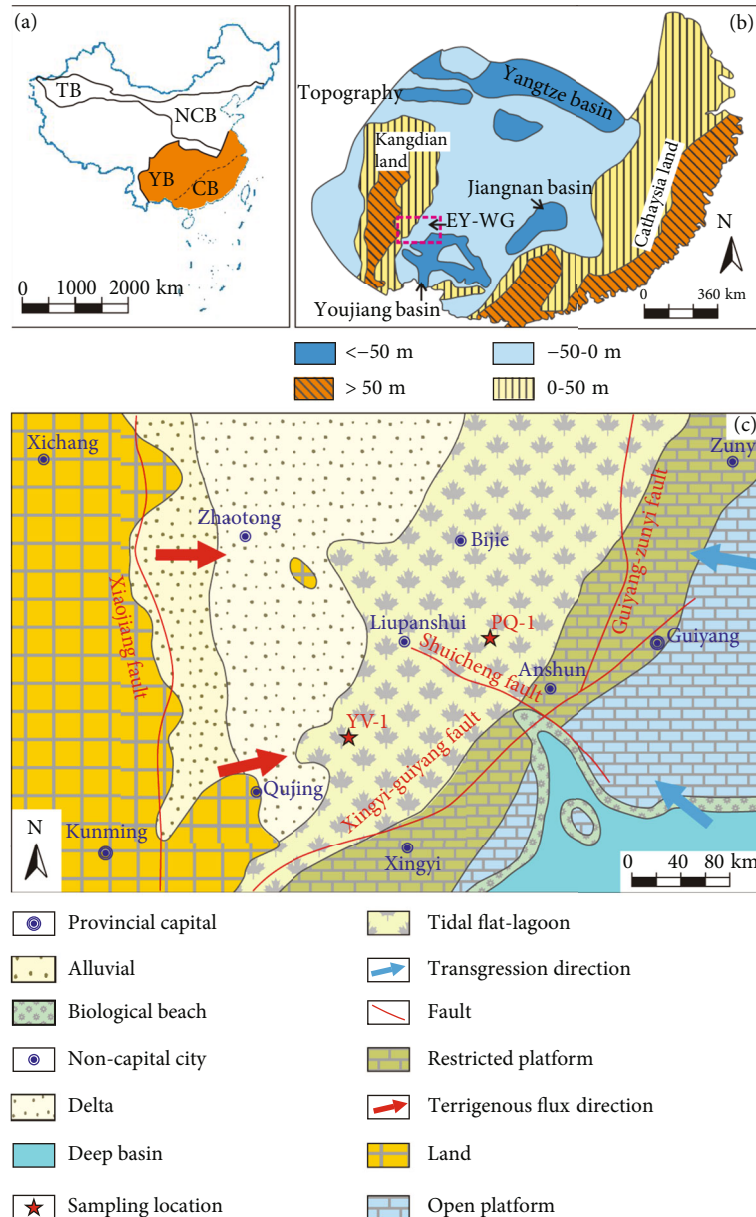 (a)
TB
NCB
YB
CB
0 1000 2000 km
(b)
Topography
Yangtze basin
Kangdian
land
Jiangnan basin
EY-WG
Cathaysia land
N
Youjiang basin
0 360 km
<−50 m
−50-0 m
> 50 m
0-50 m
(c)
Xichang
Zuny
Zhaotong
Bijie
Guiyang-zunyi fault
Xiaojiang fault
Liupanshui
PQ-1
Guiyang
Shuicheng fault
Anshun
YV-1
Xingyi-guiyang fault
Qujing
N
Kunming
Xingyi
0 40 80 km
Provincial capital
Tidal flat-lagoon
Alluvial
Transgression direction
Biological beach
Fault
Non-capital city
Restricted platform
Delta
Terrigenous flux direction
Deep basin
Land
Sampling location
Open platform